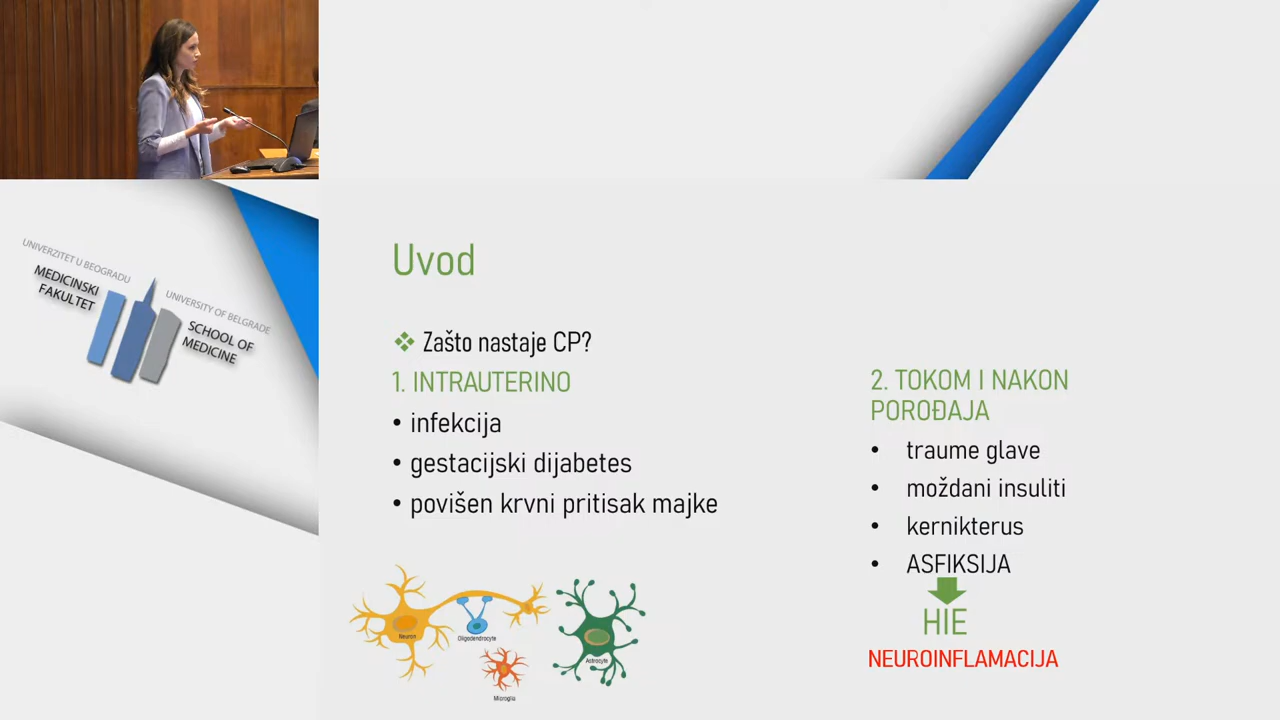 UNIVERZITET U BEOGRADU
MEDICINSKI
FAKULTET
UNIVERSITY OF BELGRADE
SCHOOL OF
MEDICINE
Uvod
Zašto nastaje CP?
1. INTRAUTERINO
• infekcija
• gestacijski dijabetes
• povišen krvni pritisak majke
2. TOKOM I NAKON
POROĐAJA
• traume glave
• moždani insuliti
• kernikterus
• ASFIKSIJA
HIE
NEUROINFLAMACIJA
Neuron
Oligodendrocyte
Microglia
Astrocyte